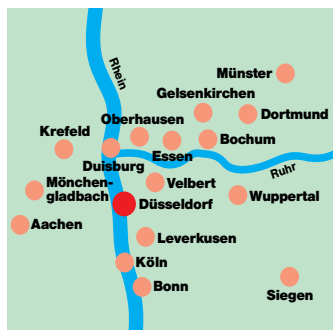 Rhein
Münster
Gelsenkirchen
Oberhausen
Dortmund
Krefeld
Bochum
Essen
Duisburg
Ruhr
Mönchen-
gladbach
Velbert
Wuppertal
Düsseldorf
Aachen
Leverkusen
Köln
Bonn
Siegen